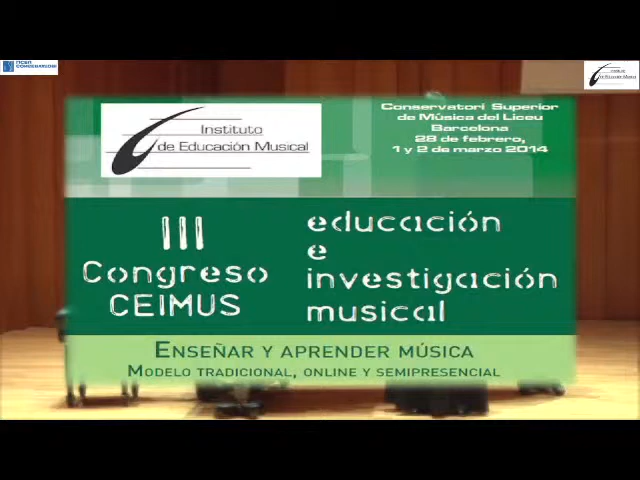 Instituto
de Educación Musical
Conservatori Superior
de Música del Liceu
Barcelona
28 de febrero,
1 y 2 de marzo 2014
III
Congreso
CEIMUS
educación
e
investigación
musical
ENSEÑAR Y APRENDER MÚSICA
MODELO TRADICIONAL, ONLINE Y SEMIPRESENCIAL